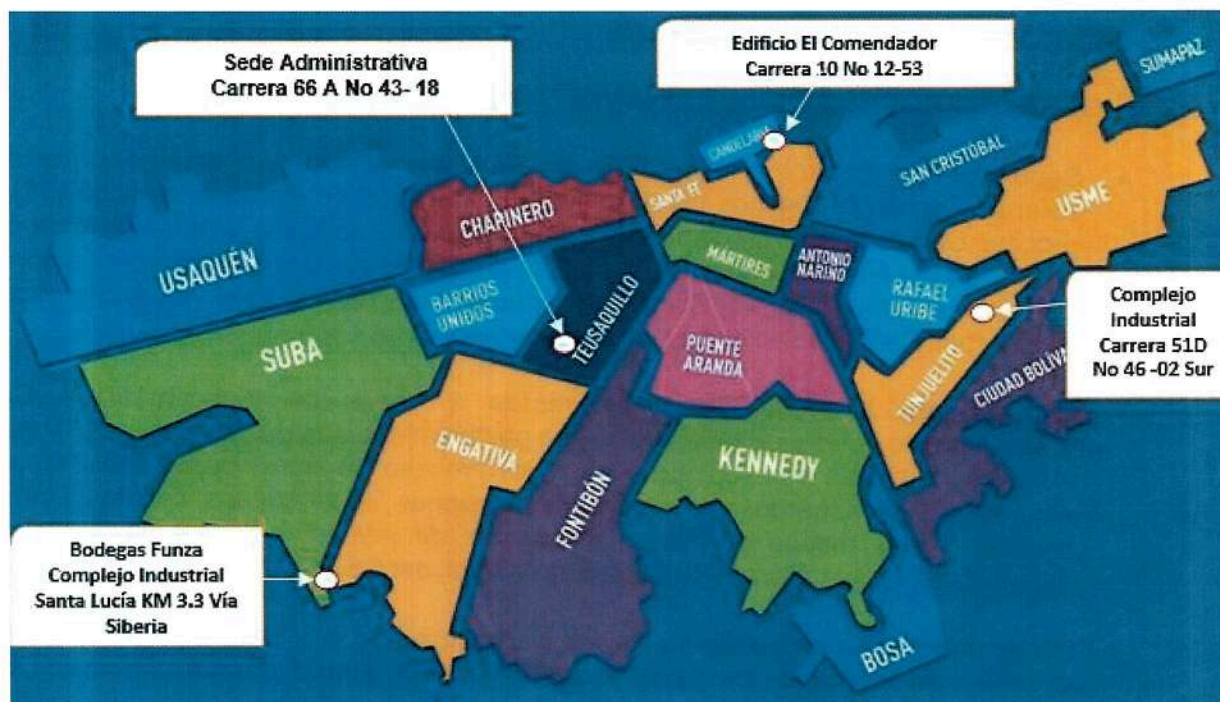 Edificio El Comendador
Carrera 10 No 12-53
Sede Administrativa
Carrera 66 A No 43- 18
SUMAPAZ
CANDELARIA
SAN CRISTÓBAL
SANTA FE
USME
CHAPINERO
USAQUÉN
MÁRTIRES
ANTONIO
NARIÑO
RAFAEL
URIBE
BARRIOS
UNIDOS
TEUSAQUILLO
Complejo
Industrial
Carrera 51D
No 46 -02 Sur
SUBA
PUENTE
ARANDA
TUNJUELITO
CIUDAD BOLÍVA
ENGATIVA
KENNEDY
FONTIBÓN
Bodegas Funza
Complejo Industrial
Santa Lucía KM 3.3 Vía
Siberia
BOSA